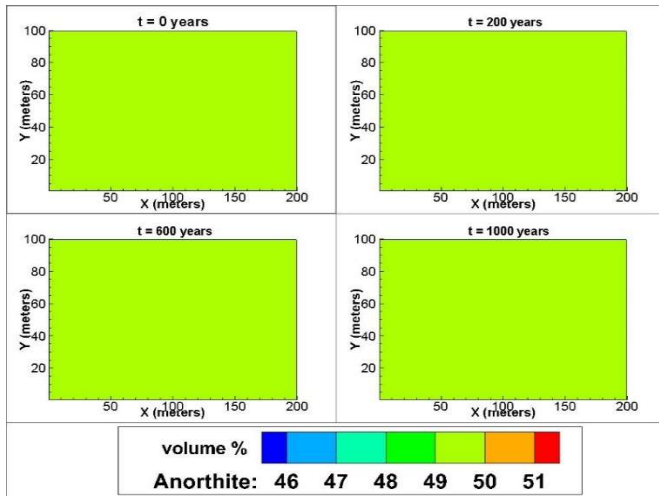 t = 0 years
100
80
60
40
20
Y (meters)
50
100
150
200
X (meters)
t = 200 years
100
80
60
40
20
Y (meters)
50
100
150
200
X (meters)
t = 600 years
100
80
60
40
20
Y (meters)
50
100
150
200
X (meters)
t = 1000 years
100
80
60
40
20
Y (meters)
50
100
150
200
X (meters)
volume %
Anorthite: 46 47 48 49 50 51